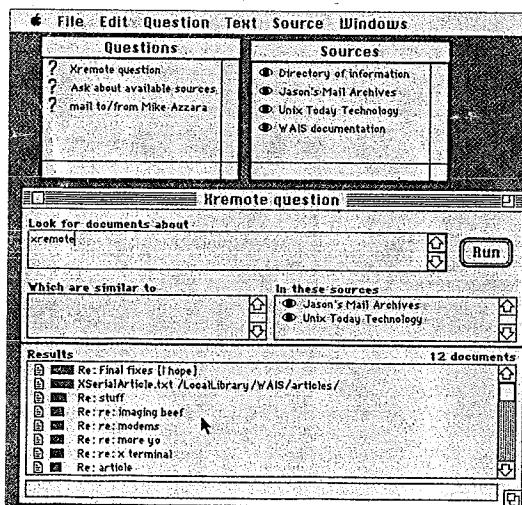 File Edit Question Text Source Windows
Questions
? Xremote question
? Ask about available sources
? mail to/from Mike Azzara
Sources
Directory of information
Jason's Mail Archives
Unix Today Technology
WAIS documentation
Xremote question
Look for documents about
xremote
Run
Which are similar to
In these sources
Jason's Mail Archives
Unix Today Technology
Results
12 documents
Re: Final fixes [I hope]
XSerialArticle.txt /LocalLibrary/WAIS/articles/
Re: stuff
Re: re: imaging beef
Re: re: modems
Re: re: more yo
Re: re: x terminal
Re: article